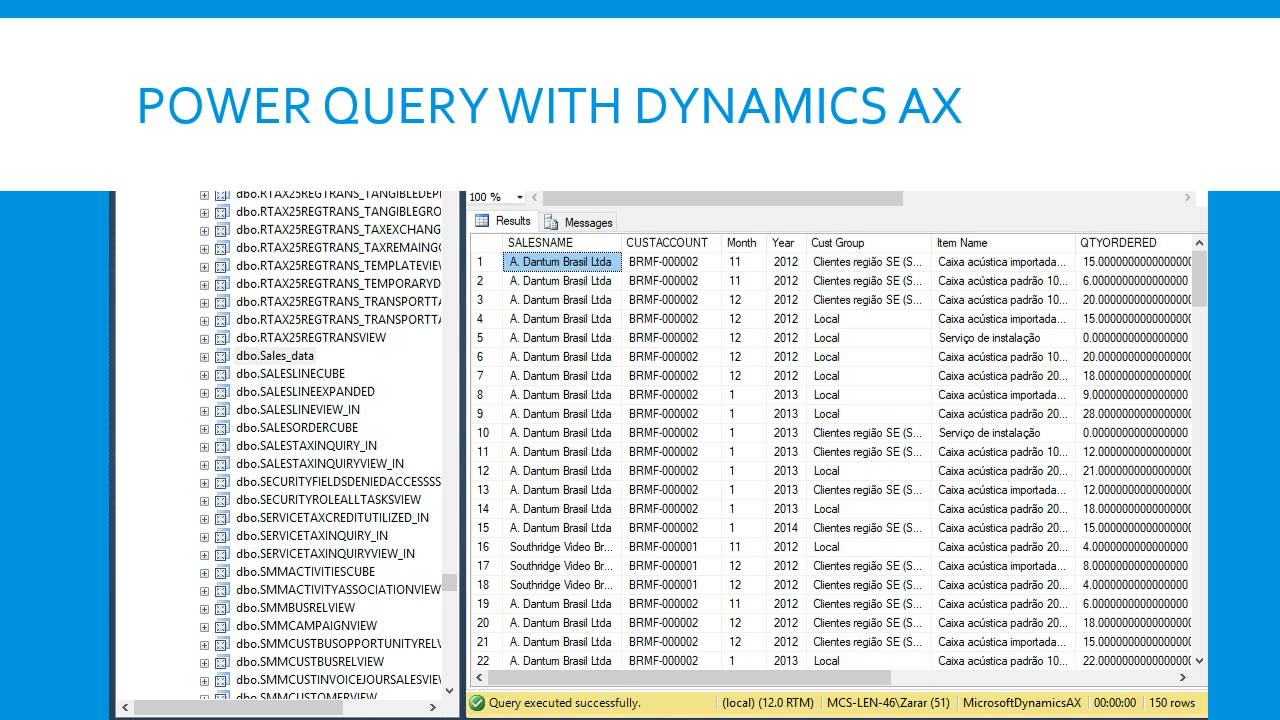 POWER QUERY WITH DYNAMICS AX
dbo.RTAX25REGTRANS_TANGIBLEDEPI
dbo.RTAX25REGTRANS_TANGIBLEGRO
dbo.RTAX25REGTRANS_TAXEXCHANG
dbo.RTAX25REGTRANS_TAXREMAING
dbo.RTAX25REGTRANS_TEMPLATEVIEW
dbo.RTAX25REGTRANS_TEMPORARYD
dbo.RTAX25REGTRANS_TRANSPORTTA
dbo.RTAX25REGTRANS_TRANSPORTTA
dbo.RTAX25REGTRANSVIEW
dbo.Sales_data
dbo.SALESLINECUBE
dbo.SALESLINEEXPANDED
dbo.SALESLINEVIEW_IN
dbo.SALESORDERCUBE
dbo.SALESTAXINQUIRY_IN
dbo.SALESTAXINQUIRYVIEW_IN
dbo.SECURITYFIELDSDENIEDACCESSSS
dbo.SECURITYROLEALLTASKSVIEW
dbo.SERVICETAXCREDITUTILIZED_IN
dbo.SERVICETAXINQUIRY_IN
dbo.SERVICETAXINQUIRYVIEW_IN
dbo.SMMACTIVITIESCUBE
dbo.SMMACTIVITYASSOCIATIONVIEW
dbo.SMMBUSRELVIEW
dbo.SMMCAMPAIGNVIEW
dbo.SMMCUSTBUSOPPORTUNITYRELV
dbo.SMMCUSTBUSRELVIEW
dbo.SMMCUSTINVOICEJOURSALESVIE
dbo.SMMCUSTOMERVIEW
100 %
Results Messages
SALESNAME CUSTACCOUNT Month Year Cust Group Item Name QTYORDERED
1 A. Dantum Brasil Ltda BRMF-000002 11 2012 Clientes região SE (S... Caixa acústica importada... 15.0000000000000000
2 A. Dantum Brasil Ltda BRMF-000002 11 2012 Clientes região SE (S... Caixa acústica padrão 10... 6.0000000000000000
3 A. Dantum Brasil Ltda BRMF-000002 12 2012 Clientes região SE (S... Caixa acústica padrão 10... 20.0000000000000000
4 A. Dantum Brasil Ltda BRMF-000002 12 2012 Local Caixa acústica importada... 15.0000000000000000
5 A. Dantum Brasil Ltda BRMF-000002 12 2012 Local Serviço de instalação 0.0000000000000000
6 A. Dantum Brasil Ltda BRMF-000002 12 2012 Local Caixa acústica padrão 20... 20.0000000000000000
7 A. Dantum Brasil Ltda BRMF-000002 12 2012 Local Caixa acústica padrão 20... 18.0000000000000000
8 A. Dantum Brasil Ltda BRMF-000002 1 2013 Local Caixa acústica importada... 9.0000000000000000
9 A. Dantum Brasil Ltda BRMF-000002 1 2013 Local Caixa acústica padrão 20... 28.0000000000000000
10 A. Dantum Brasil Ltda BRMF-000002 1 2013 Clientes região SE (S... Serviço de instalação 0.0000000000000000
11 A. Dantum Brasil Ltda BRMF-000002 1 2013 Clientes região SE (S... Caixa acústica padrão 10... 12.0000000000000000
12 A. Dantum Brasil Ltda BRMF-000002 1 2013 Local Caixa acústica padrão 20... 21.0000000000000000
13 A. Dantum Brasil Ltda BRMF-000002 1 2013 Clientes região SE (S... Caixa acústica importada... 12.0000000000000000
14 A. Dantum Brasil Ltda BRMF-000002 1 2013 Local Caixa acústica padrão 20... 18.0000000000000000
15 A. Dantum Brasil Ltda BRMF-000002 1 2014 Clientes região SE (S... Caixa acústica padrão 20... 15.0000000000000000
16 Southridge Video Br... BRMF-000001 11 2012 Local Caixa acústica padrão 20... 4.0000000000000000
17 Southridge Video Br... BRMF-000001 12 2012 Clientes região SE (S... Caixa acústica importada... 8.0000000000000000
18 Southridge Video Br... BRMF-000001 12 2012 Clientes região SE (S... Caixa acústica padrão 20... 4.0000000000000000
19 A. Dantum Brasil Ltda BRMF-000002 11 2012 Clientes região SE (S... Caixa acústica padrão 20... 6.0000000000000000
20 A. Dantum Brasil Ltda BRMF-000002 12 2012 Clientes região SE (S... Caixa acústica padrão 20... 18.0000000000000000
21 A. Dantum Brasil Ltda BRMF-000002 12 2012 Clientes região SE (S... Caixa acústica importada... 15.0000000000000000
22 A. Dantum Brasil Ltda BRMF-000002 1 2013 Local Caixa acústica padrão 10... 22.0000000000000000
Query executed successfully. (local) (12.0 RTM) MCS-LEN-46\Zarar (51) MicrosoftDynamicsAX 00:00:00 150 rows